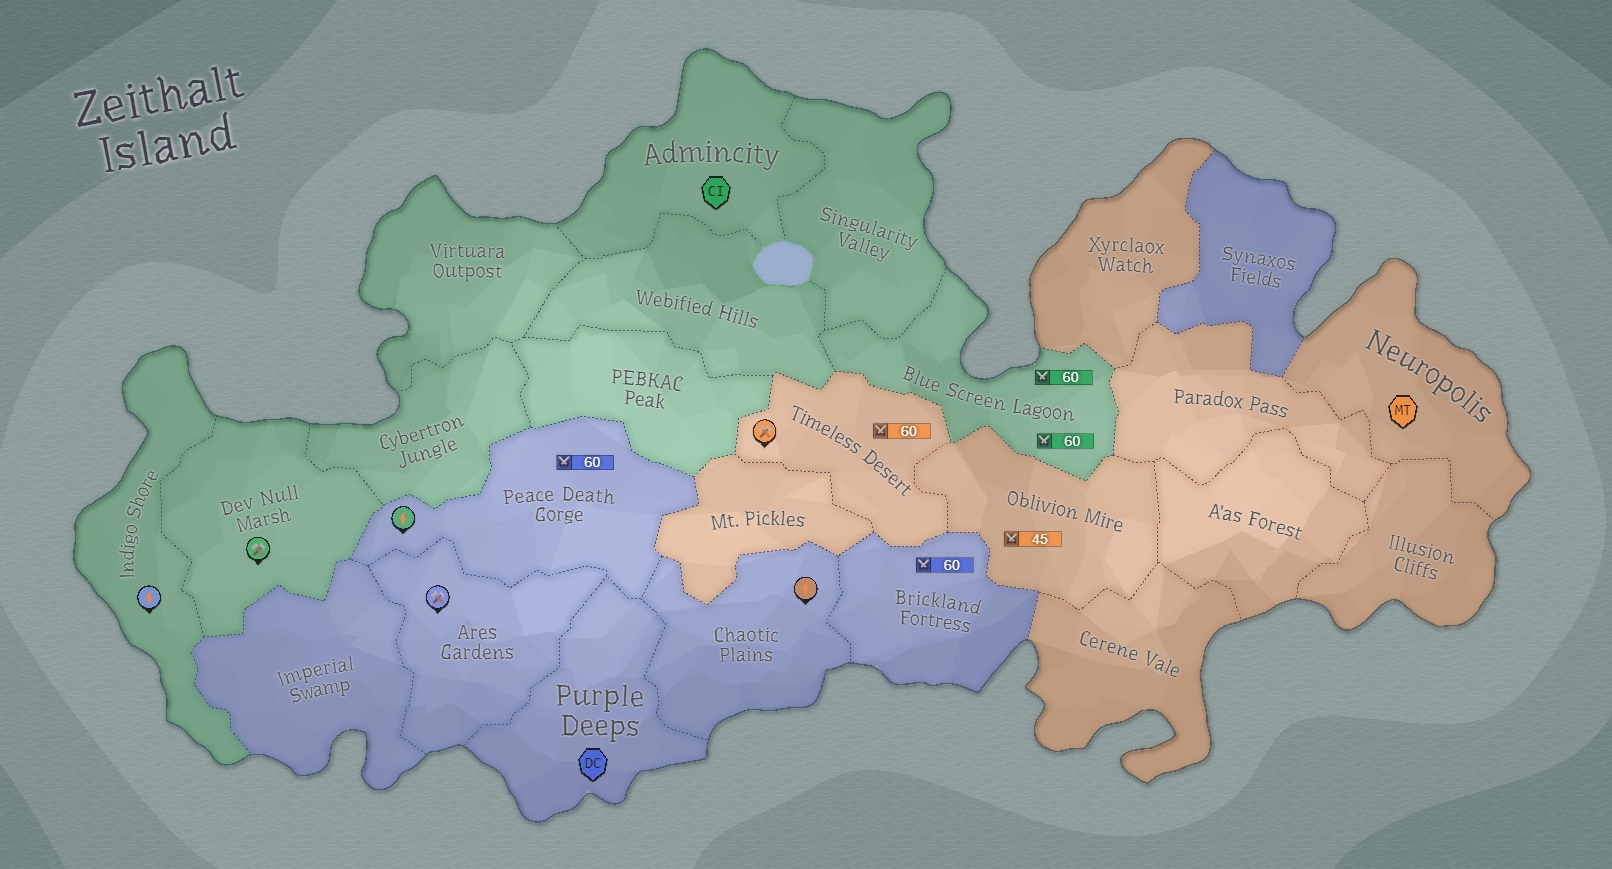 Zeithalt
Island
Admincity
CI
Singularity
Valley
Virtuara
Outpost
Xyrclaox
Watch
Synaxos
Fields
Webified Hills
Neuropolis
MT
PEBKAC
Peak
Blue Screen Lagoon
60
60
Paradox Pass
Timeless Desert
60
Cybertron
Jungle
60
Peace Death
Gorge
Indigo Shore
Dev Null
Marsh
Mt. Pickles
Oblivion Mire
45
A'as Forest
Illusion
Cliffs
60
Brickland
Fortress
Ares
Gardens
Chaotic
Plains
Cerene Vale
Imperial
Swamp
Purple
Deeps
DC